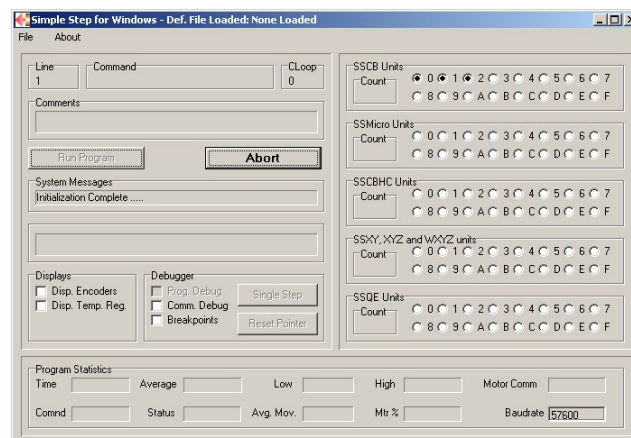 Simple Step for Windows - Def. File Loaded: None Loaded
File About
Line Command CLoop
1 0
Comments
Run Program Abort
System Messages
Initialization Complete .....
Displays
Disp. Encoders
Disp. Temp. Reg.
Debugger
Prog. Debug
Comm. Debug
Breakpoints
Single Step
Reset Pointer
SSCB Units
Count 0 1 2 3 4 5 6 7
8 9 A B C D E F
SSMicro Units
Count 0 1 2 3 4 5 6 7
8 9 A B C D E F
SSCBHC Units
Count 0 1 2 3 4 5 6 7
8 9 A B C D E F
SSXY, XYZ and WXYZ units
Count 0 1 2 3 4 5 6 7
8 9 A B C D E F
SSQE Units
Count 0 1 2 3 4 5 6 7
8 9 A B C D E F
Program Statistics
Time Average Low High Motor Comm
Comnd Status Avg. Mov. Mtr % Baudrate 57600